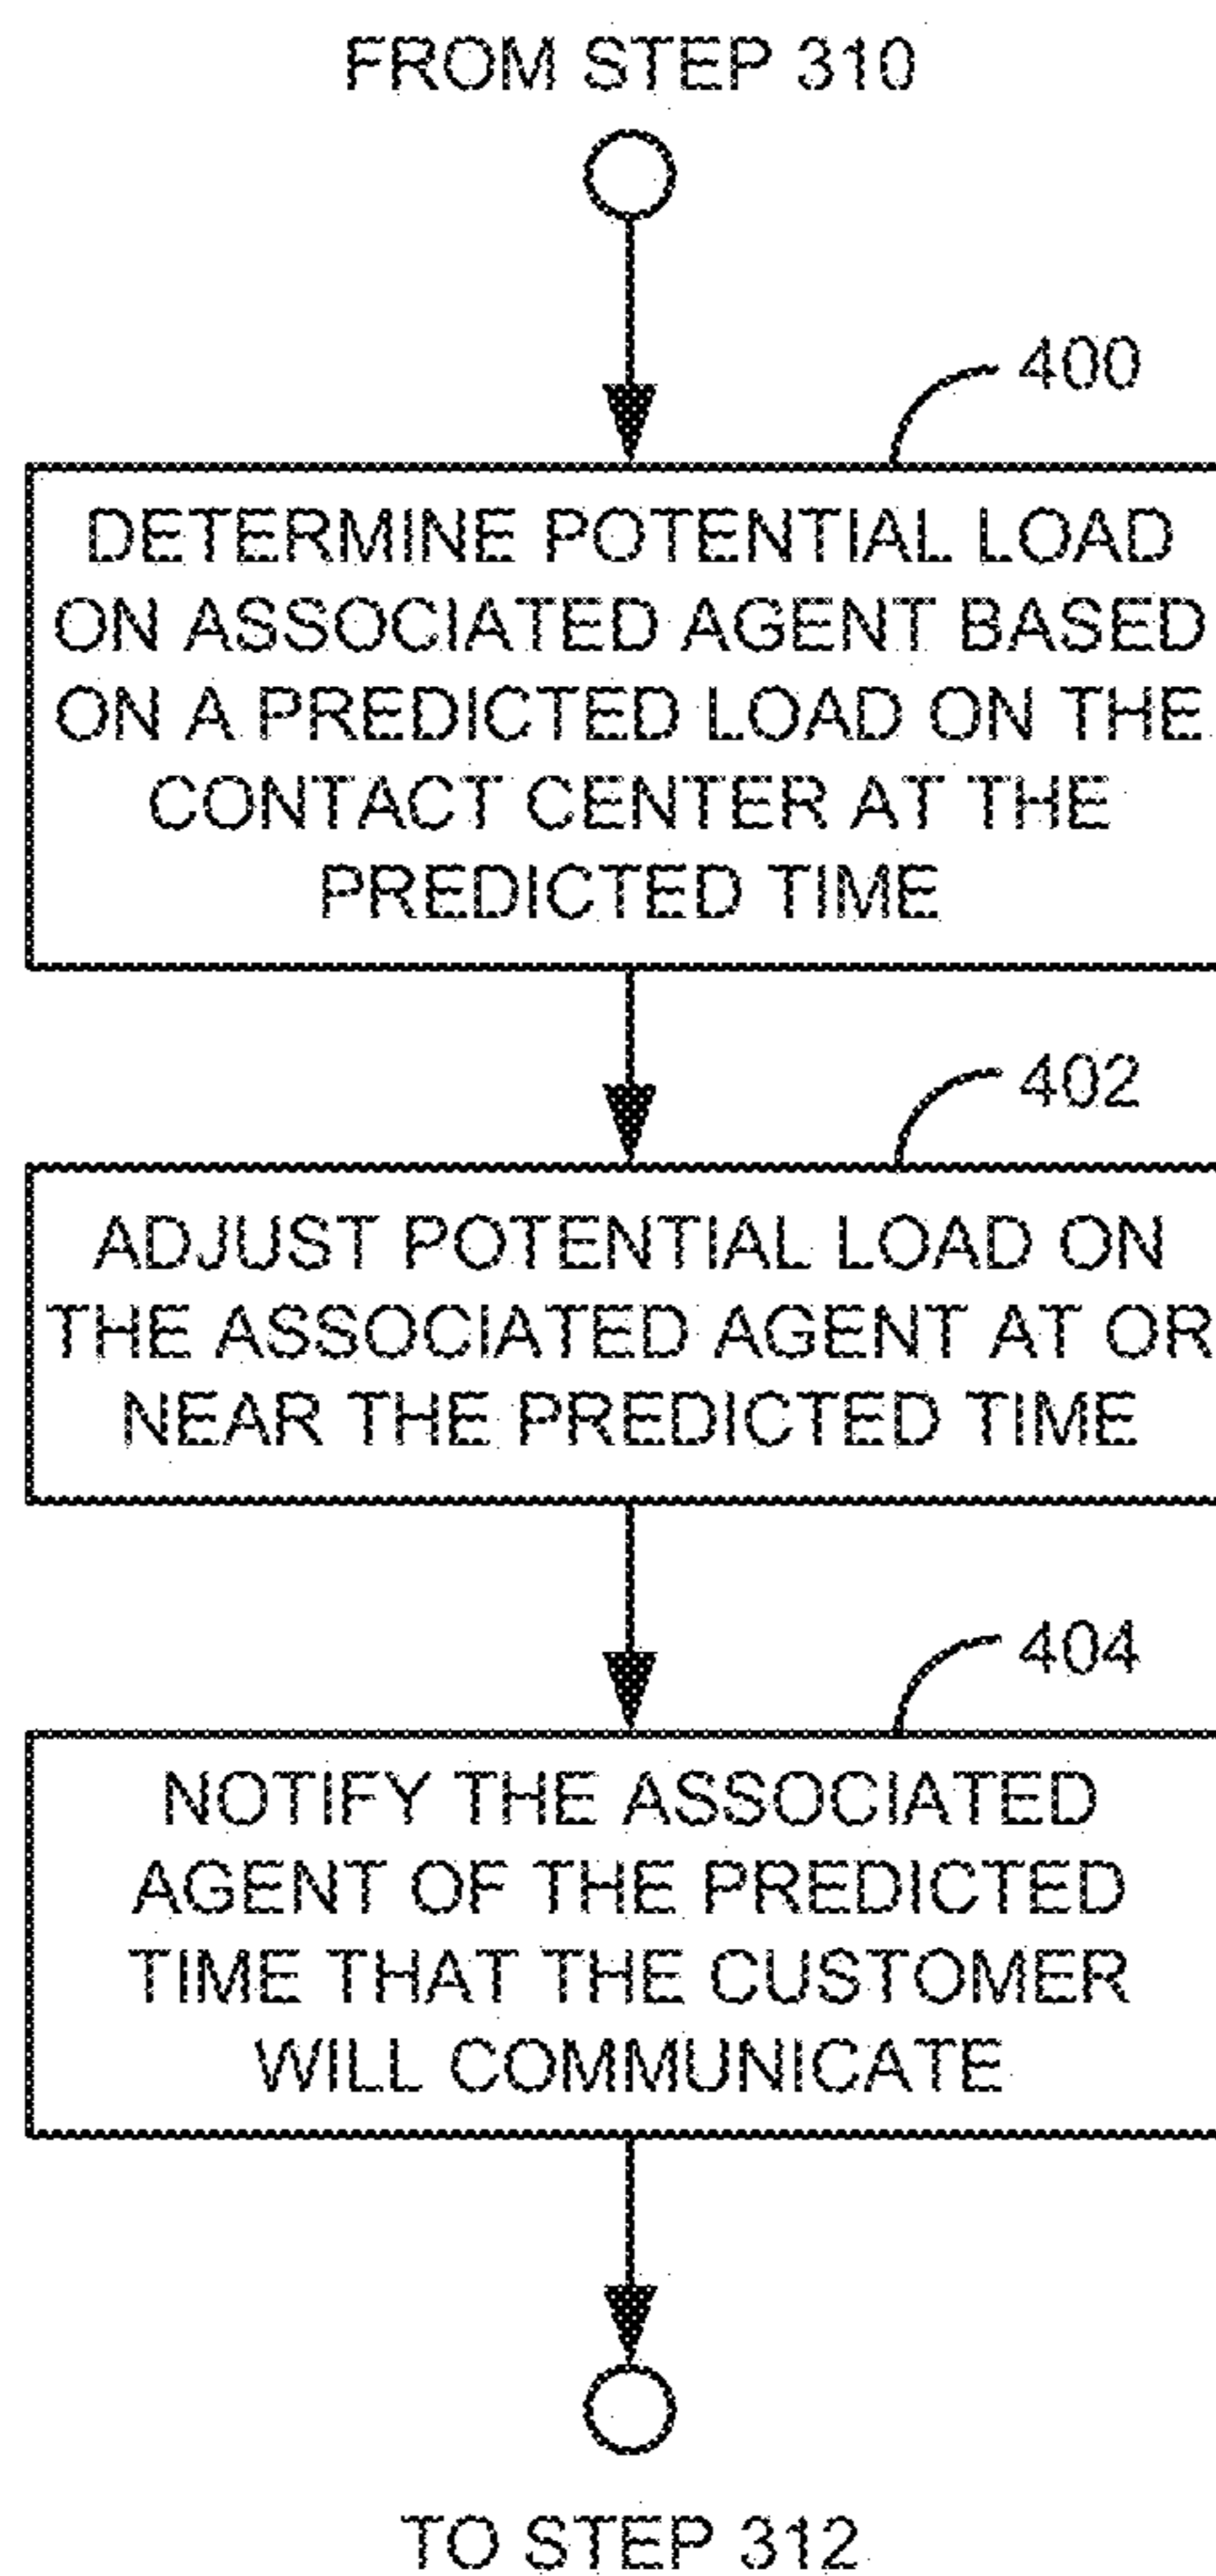 FROM STEP 310
400
DETERMINE POTENTIAL LOAD
ON ASSOCIATED AGENT BASED
ON A PREDICTED LOAD ON THE
CONTACT CENTER AT THE
PREDICTED TIME
402
ADJUST POTENTIAL LOAD ON
THE ASSOCIATED AGENT AT OR
NEAR THE PREDICTED TIME
404
NOTIFY THE ASSOCIATED
AGENT OF THE PREDICTED
TIME THAT THE CUSTOMER
WILL COMMUNICATE
TO STEP 312